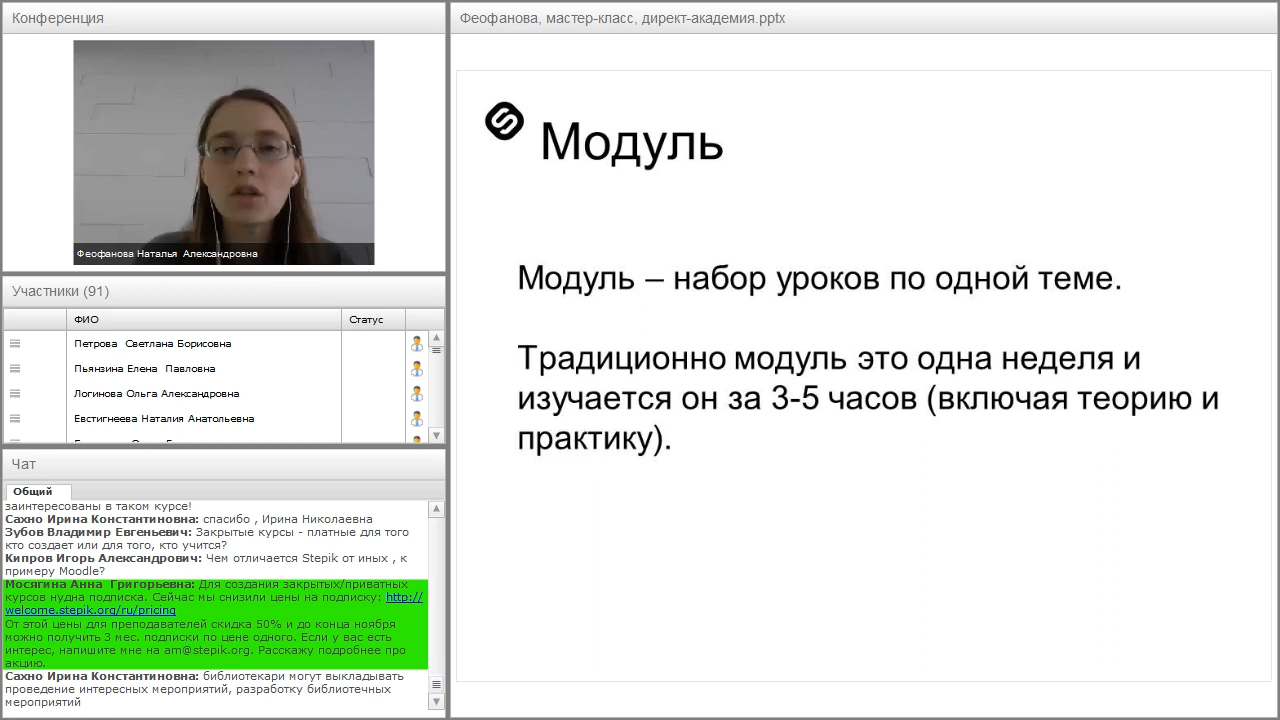 Конференция
Феофанова Наталья  Александровна
Участники (91)
ФИО
Статус
Петрова  Светлана Борисовна
Пьянзина Елена  Павловна
Логинова Ольга Александровна
Евстигнеева Наталия Анатольевна
Чат
Общий
заинтересованы в таком курсе!
Сахно Ирина Константиновна: спасибо , Ирина Николаевна
Зубов Владимир Евгеньевич: Закрытые курсы - платные для того
кто создает или для того, кто учится?
Кипров Игорь Александрович: Чем отличается Stepik от иных , к
примеру Moodle?
Мосягина Анна  Григорьевна: Для создания закрытых/приватных
курсов нудна подписка. Сейчас мы снизили цены на подписку: http://
welcome.stepik.org/ru/pricing
От этой цены для преподавателей скидка 50% и до конца ноября
можно получить 3 мес. подписки по цене одного. Если у вас есть
интерес, напишите мне на am@stepik.org. Расскажу подробнее про
акцию.
Сахно Ирина Константиновна: библиотекари могут выкладывать
проведение интересных мероприятий, разработку библиотечных
мероприятий
Феофанова, мастер-класс, директ-академия.pptx
Модуль
Модуль – набор уроков по одной теме.
Традиционно модуль это одна неделя и
изучается он за 3-5 часов (включая теорию и
практику).